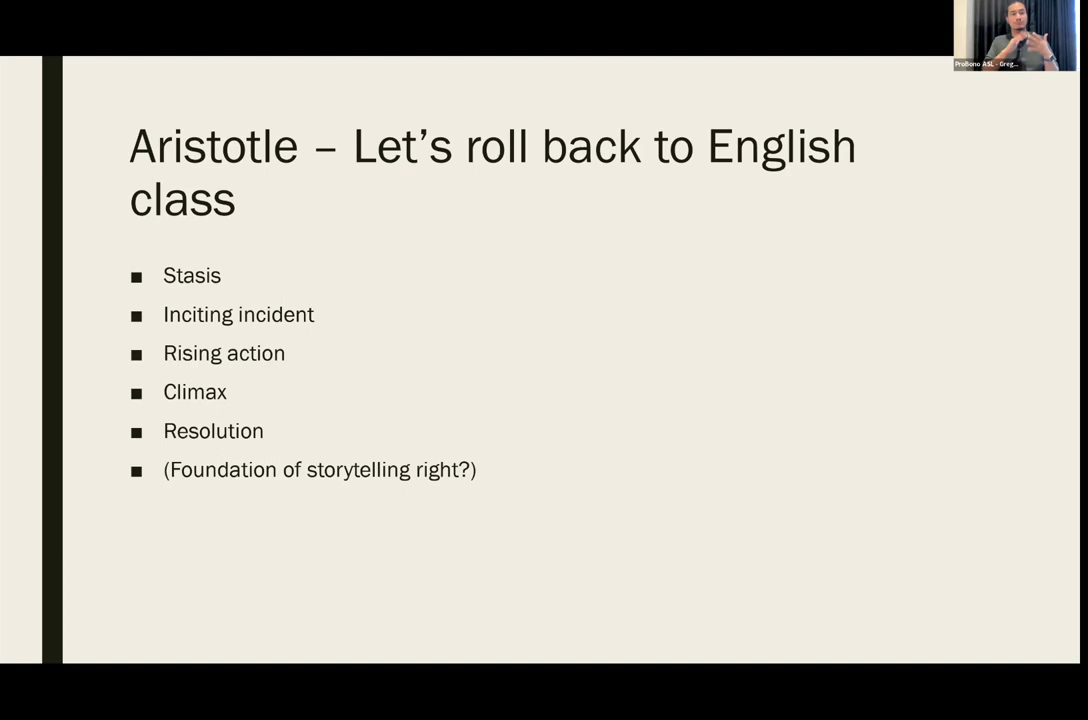 ProBono ASL - Greg...
Aristotle – Let’s roll back to English
class
■ Stasis
■ Inciting incident
■ Rising action
■ Climax
■ Resolution
■ (Foundation of storytelling right?)